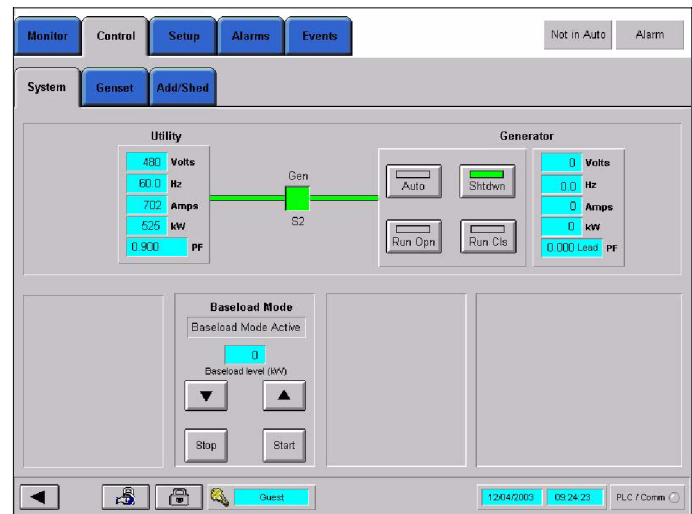 Monitor Control Setup Alarms Events Not in Auto Alarm
System Genset Add/Shed
Utility
480 Volts
60.0 Hz
702 Amps
525 kW
0.900 PF
Gen
S2
Generator
Auto Shtdwn
Run Opn Run Cls
0 Volts
0.0 Hz
0 Amps
0 kW
0.000 Lead PF
Baseload Mode
Baseload Mode Active
0
Baseload level (kW)
Stop Start
Guest 12/04/2003 09:24:23 PLC / Comm